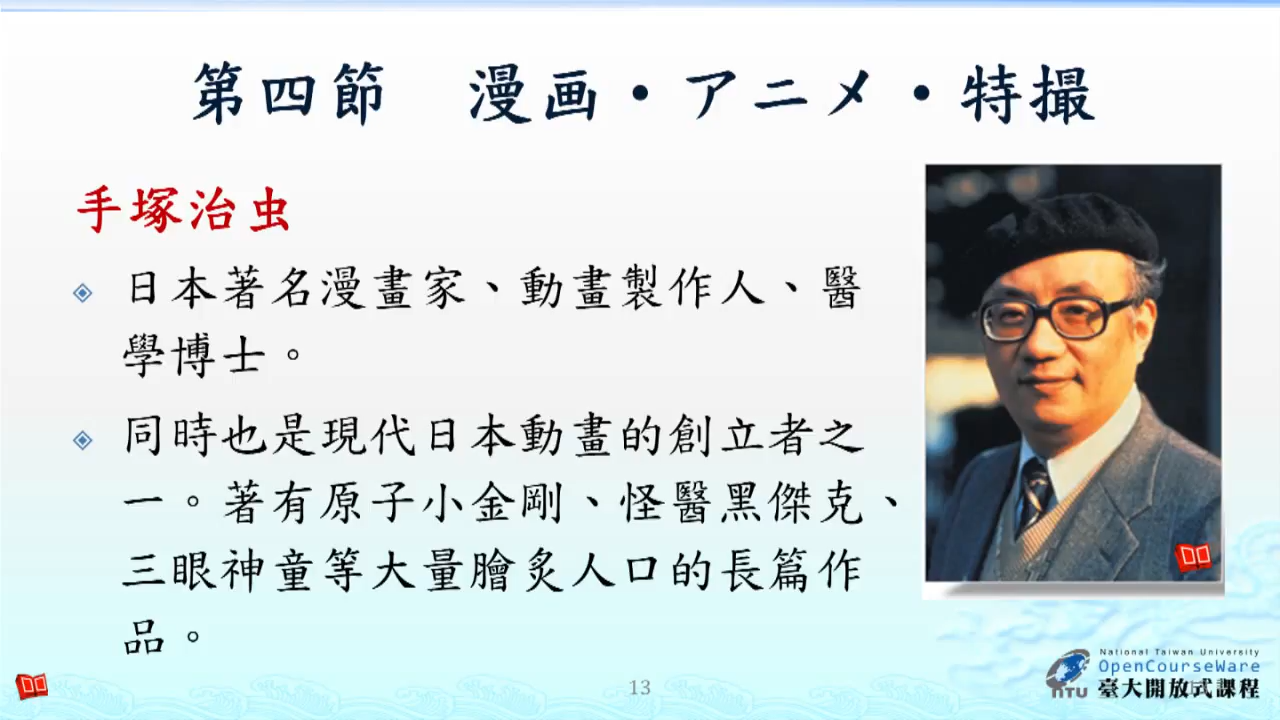 第四節　漫画・アニメ・特撮
手塚治虫
日本著名漫畫家、動畫製作人、醫
學博士。
同時也是現代日本動畫的創立者之
一。著有原子小金剛、怪醫黑傑克、
三眼神童等大量膾炙人口的長篇作
品。
13
National Taiwan University
OpenCourseWare
NTU 臺大開放式課程